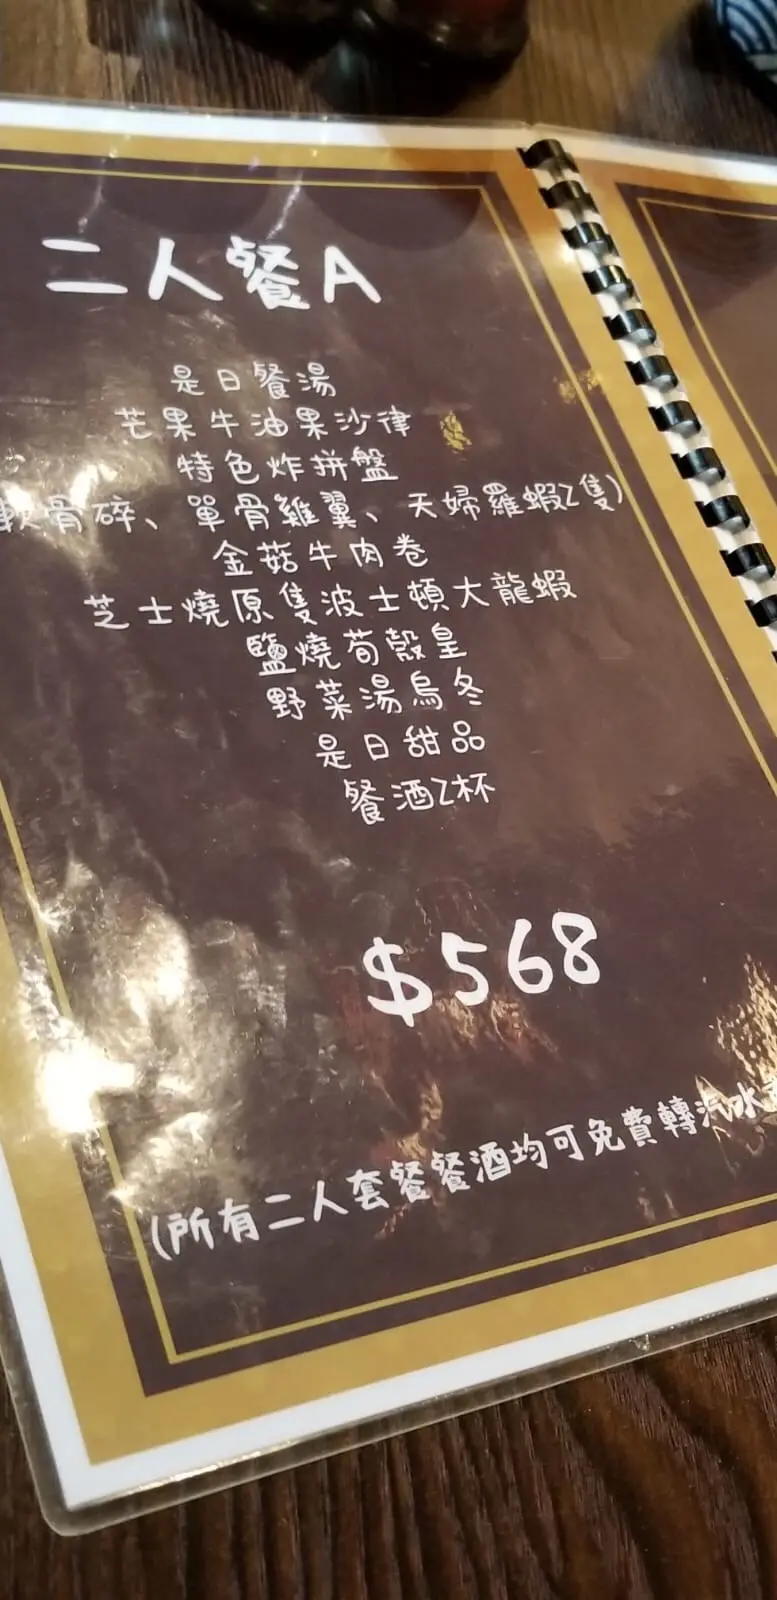 二人餐A
是日餐湯
芒果牛油果沙律
特色炸拼盤
軟骨碎、單骨雞翼、天婦羅蝦2隻)
金菇牛肉卷
芝士燒原隻波士頓大龍蝦
鹽燒荀殼皇
野菜湯烏冬
是日甜品
餐酒2杯
$568
(所有二人套餐餐酒均可免費轉汽水